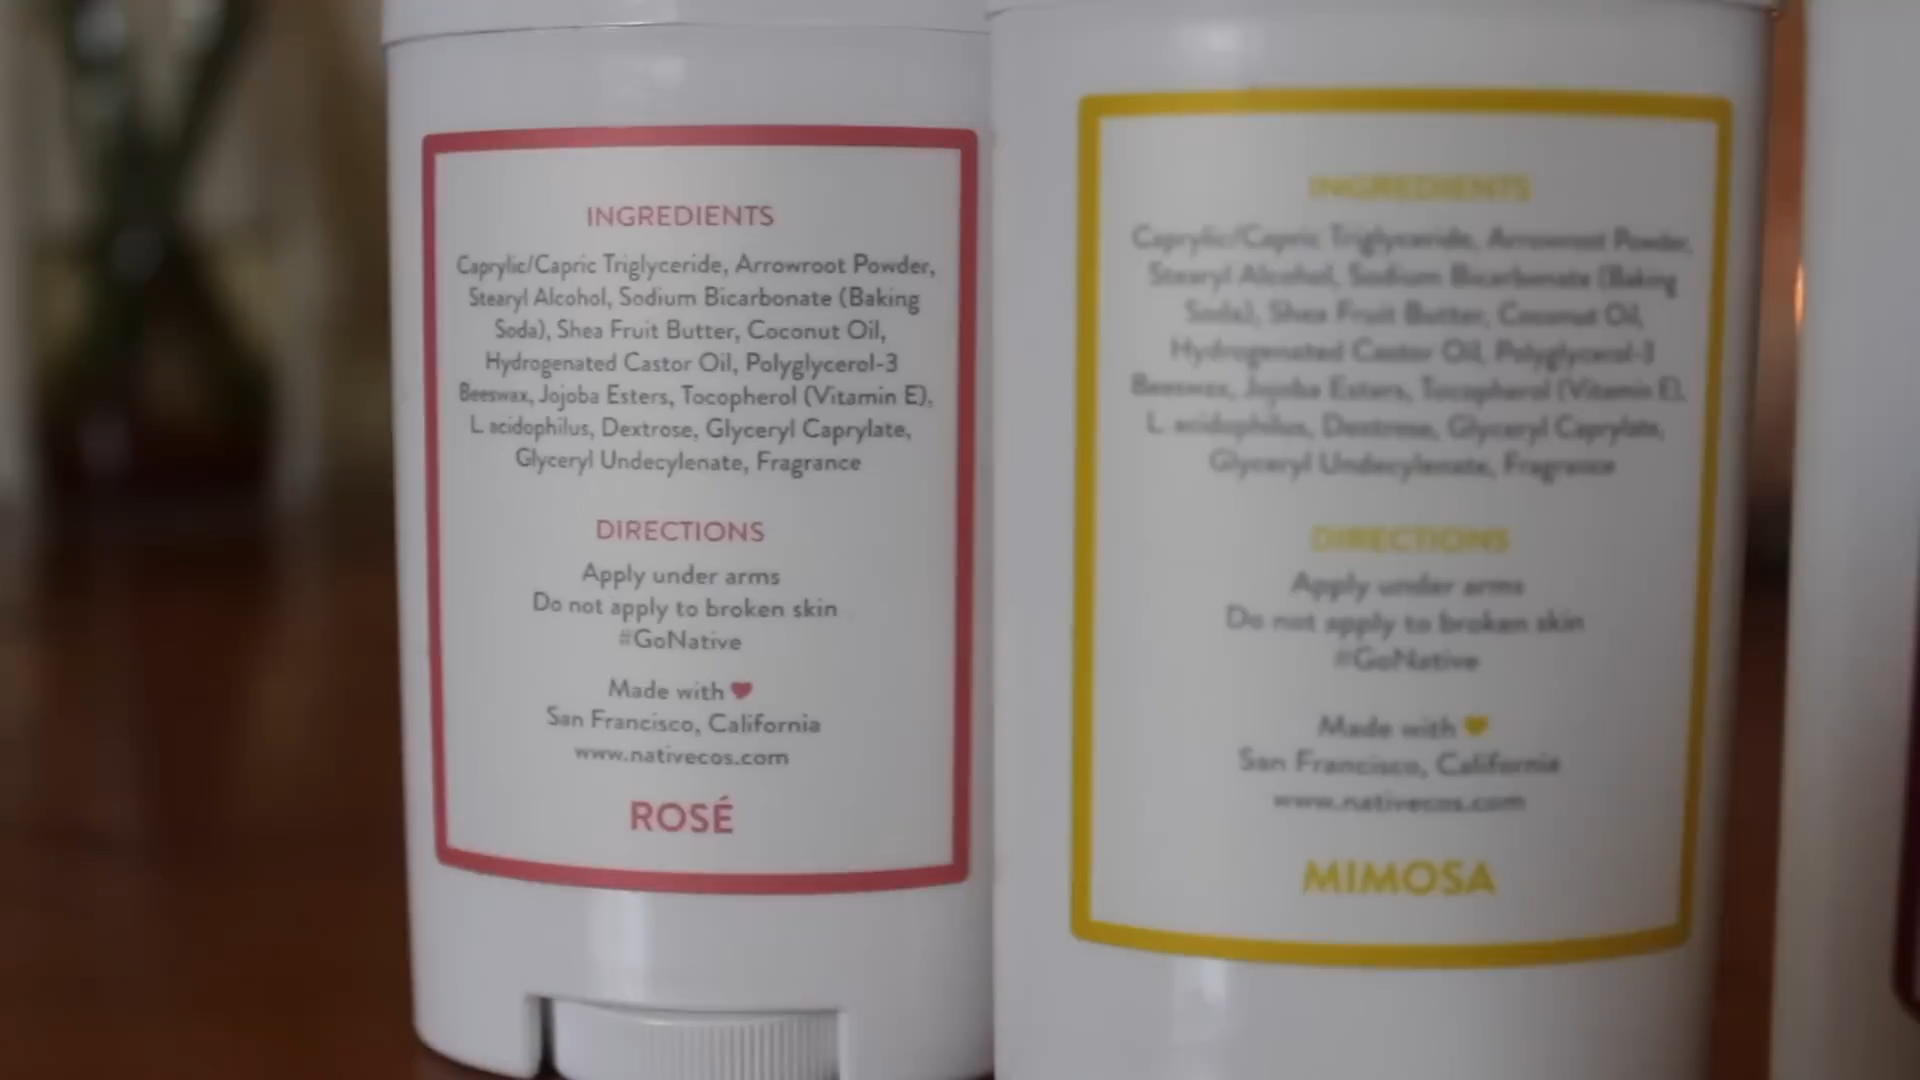 INGREDIENTS
Caprylic/Capric Triglyceride, Arrowroot Powder,
Stearyl Alcohol, Sodium Bicarbonate (Baking
Soda), Shea Fruit Butter, Coconut Oil,
Hydrogenated Castor Oil, Polyglycerol-3
Beeswax, Jojoba Esters, Tocopherol (Vitamin E),
L acidophilus, Dextrose, Glyceryl Caprylate,
Glyceryl Undecylenate, Fragrance
DIRECTIONS
Apply under arms
Do not apply to broken skin
#GoNative
Made with ♥
San Francisco, California
www.nativecos.com
ROSÉ
INGREDIENTS
Caprylic/Capric Triglyceride, Arrowroot Powder,
Stearyl Alcohol, Sodium Bicarbonate (Baking
Soda), Shea Fruit Butter, Coconut Oil,
Hydrogenated Castor Oil, Polyglycerol-3
Beeswax, Jojoba Esters, Tocopherol (Vitamin E),
L acidophilus, Dextrose, Glyceryl Caprylate,
Glyceryl Undecylenate, Fragrance
DIRECTIONS
Apply under arms
Do not apply to broken skin
#GoNative
Made with ♥
San Francisco, California
www.nativecos.com
MIMOSA